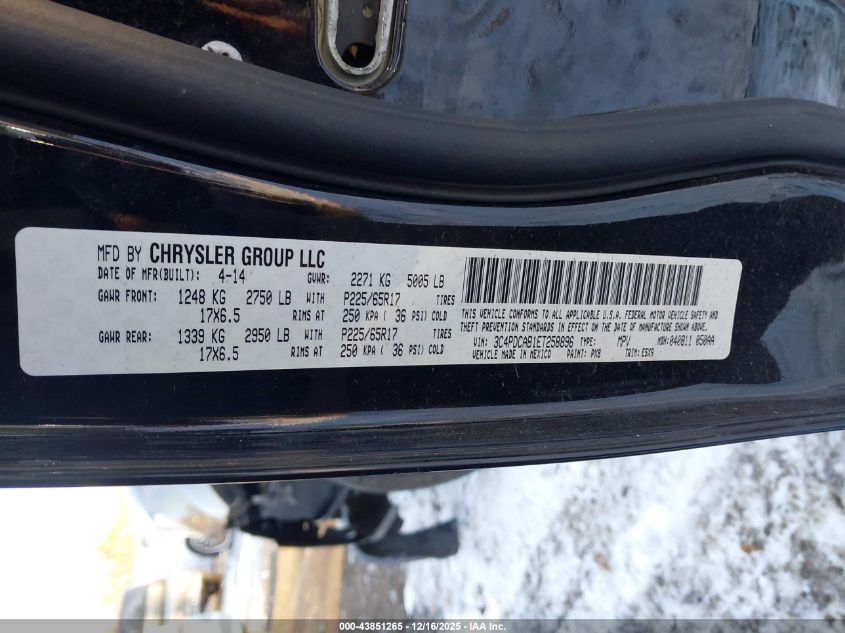 MFD BY CHRYSLER GROUP LLC
DATE OF MFR(BUILT): 4-14 GVWR: 2271 KG 5005 LB
GAWR FRONT: 1248 KG 2750 LB WITH P225/65R17 TIRES
17X6.5 RIMS AT 250 KPA ( 36 PSI) COLD
GAWR REAR: 1339 KG 2950 LB WITH P225/65R17 TIRES
17X6.5 RIMS AT 250 KPA ( 36 PSI) COLD
THIS VEHICLE CONFORMS TO ALL APPLICABLE U.S.A. FEDERAL MOTOR VEHICLE SAFETY AND
THEFT PREVENTION STANDARDS IN EFFECT ON THE DATE OF MANUFACTURE SHOWN ABOVE.
VIN: 3C4PDCAB1ET258896 TYPE: MPV MDH: 040811 050AA
VEHICLE MADE IN MEXICO PAINT: PX8 TRIM: E5X9
000-43851265 - 12/16/2025 - IAA Inc.